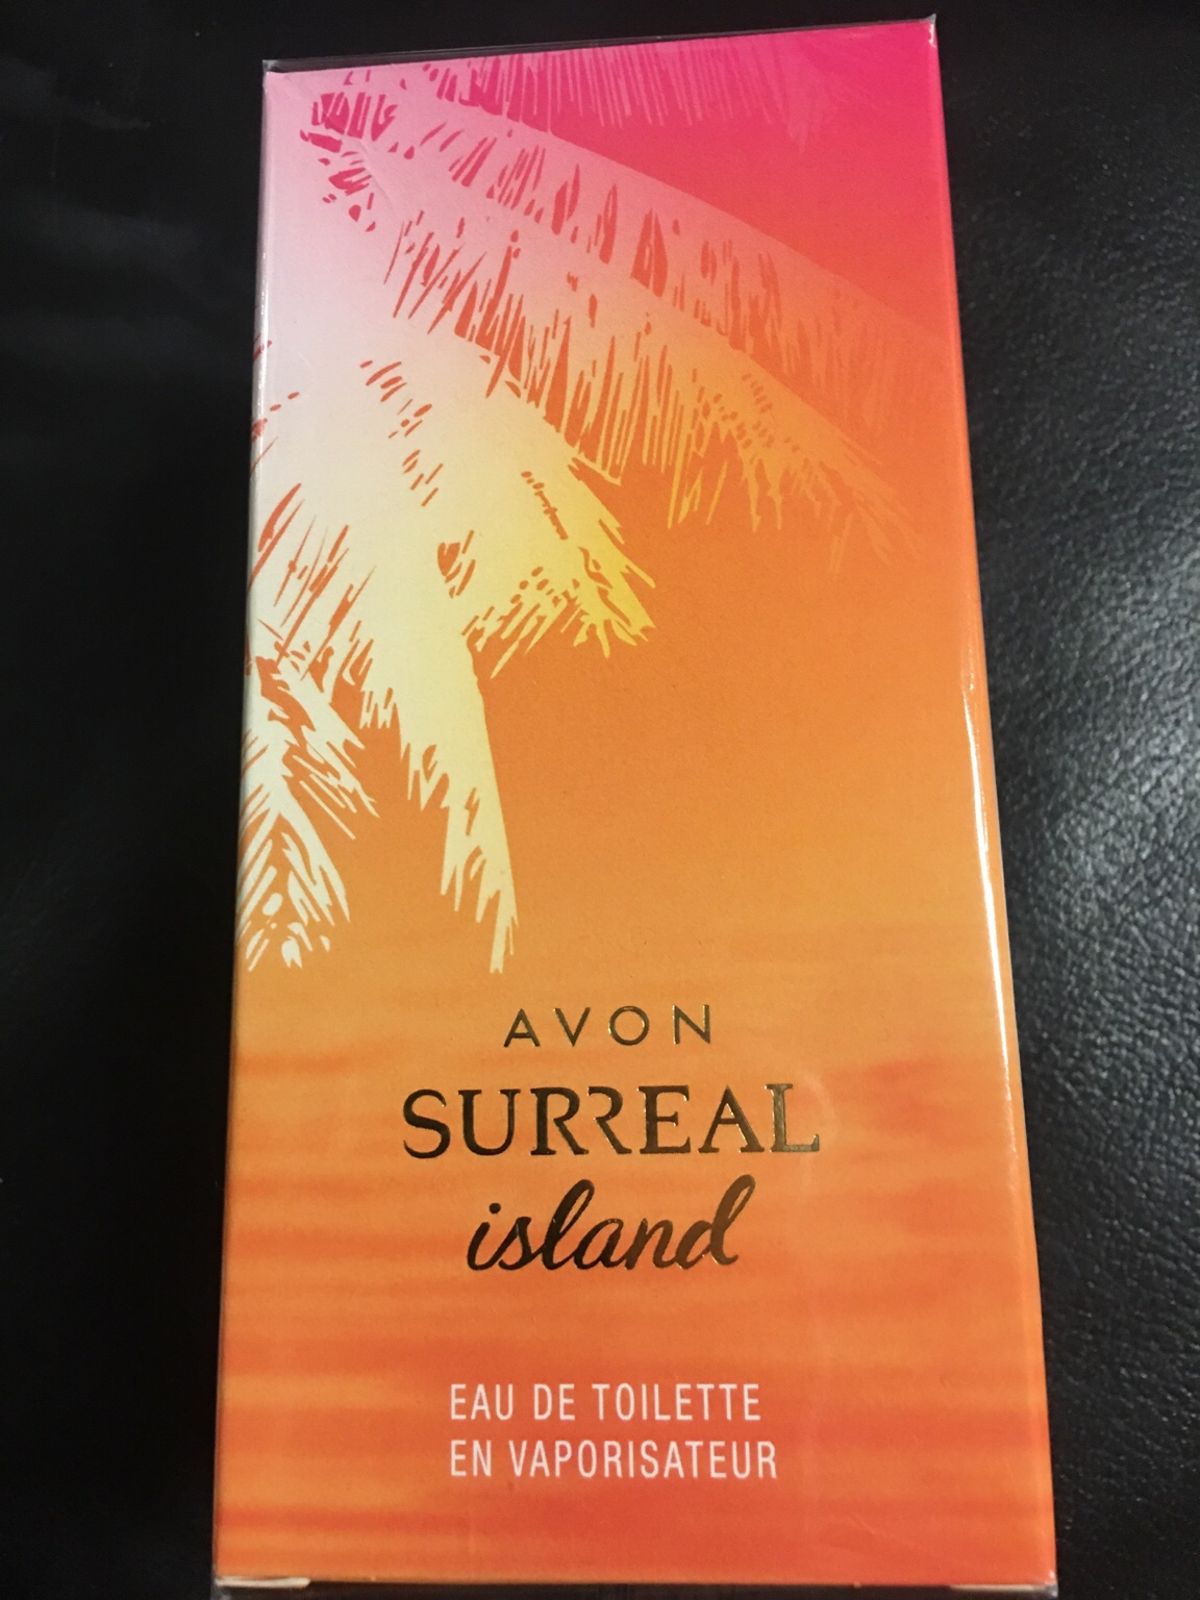 AVON
SURREAL
island
EAU DE TOILETTE
EN VAPORISATEUR